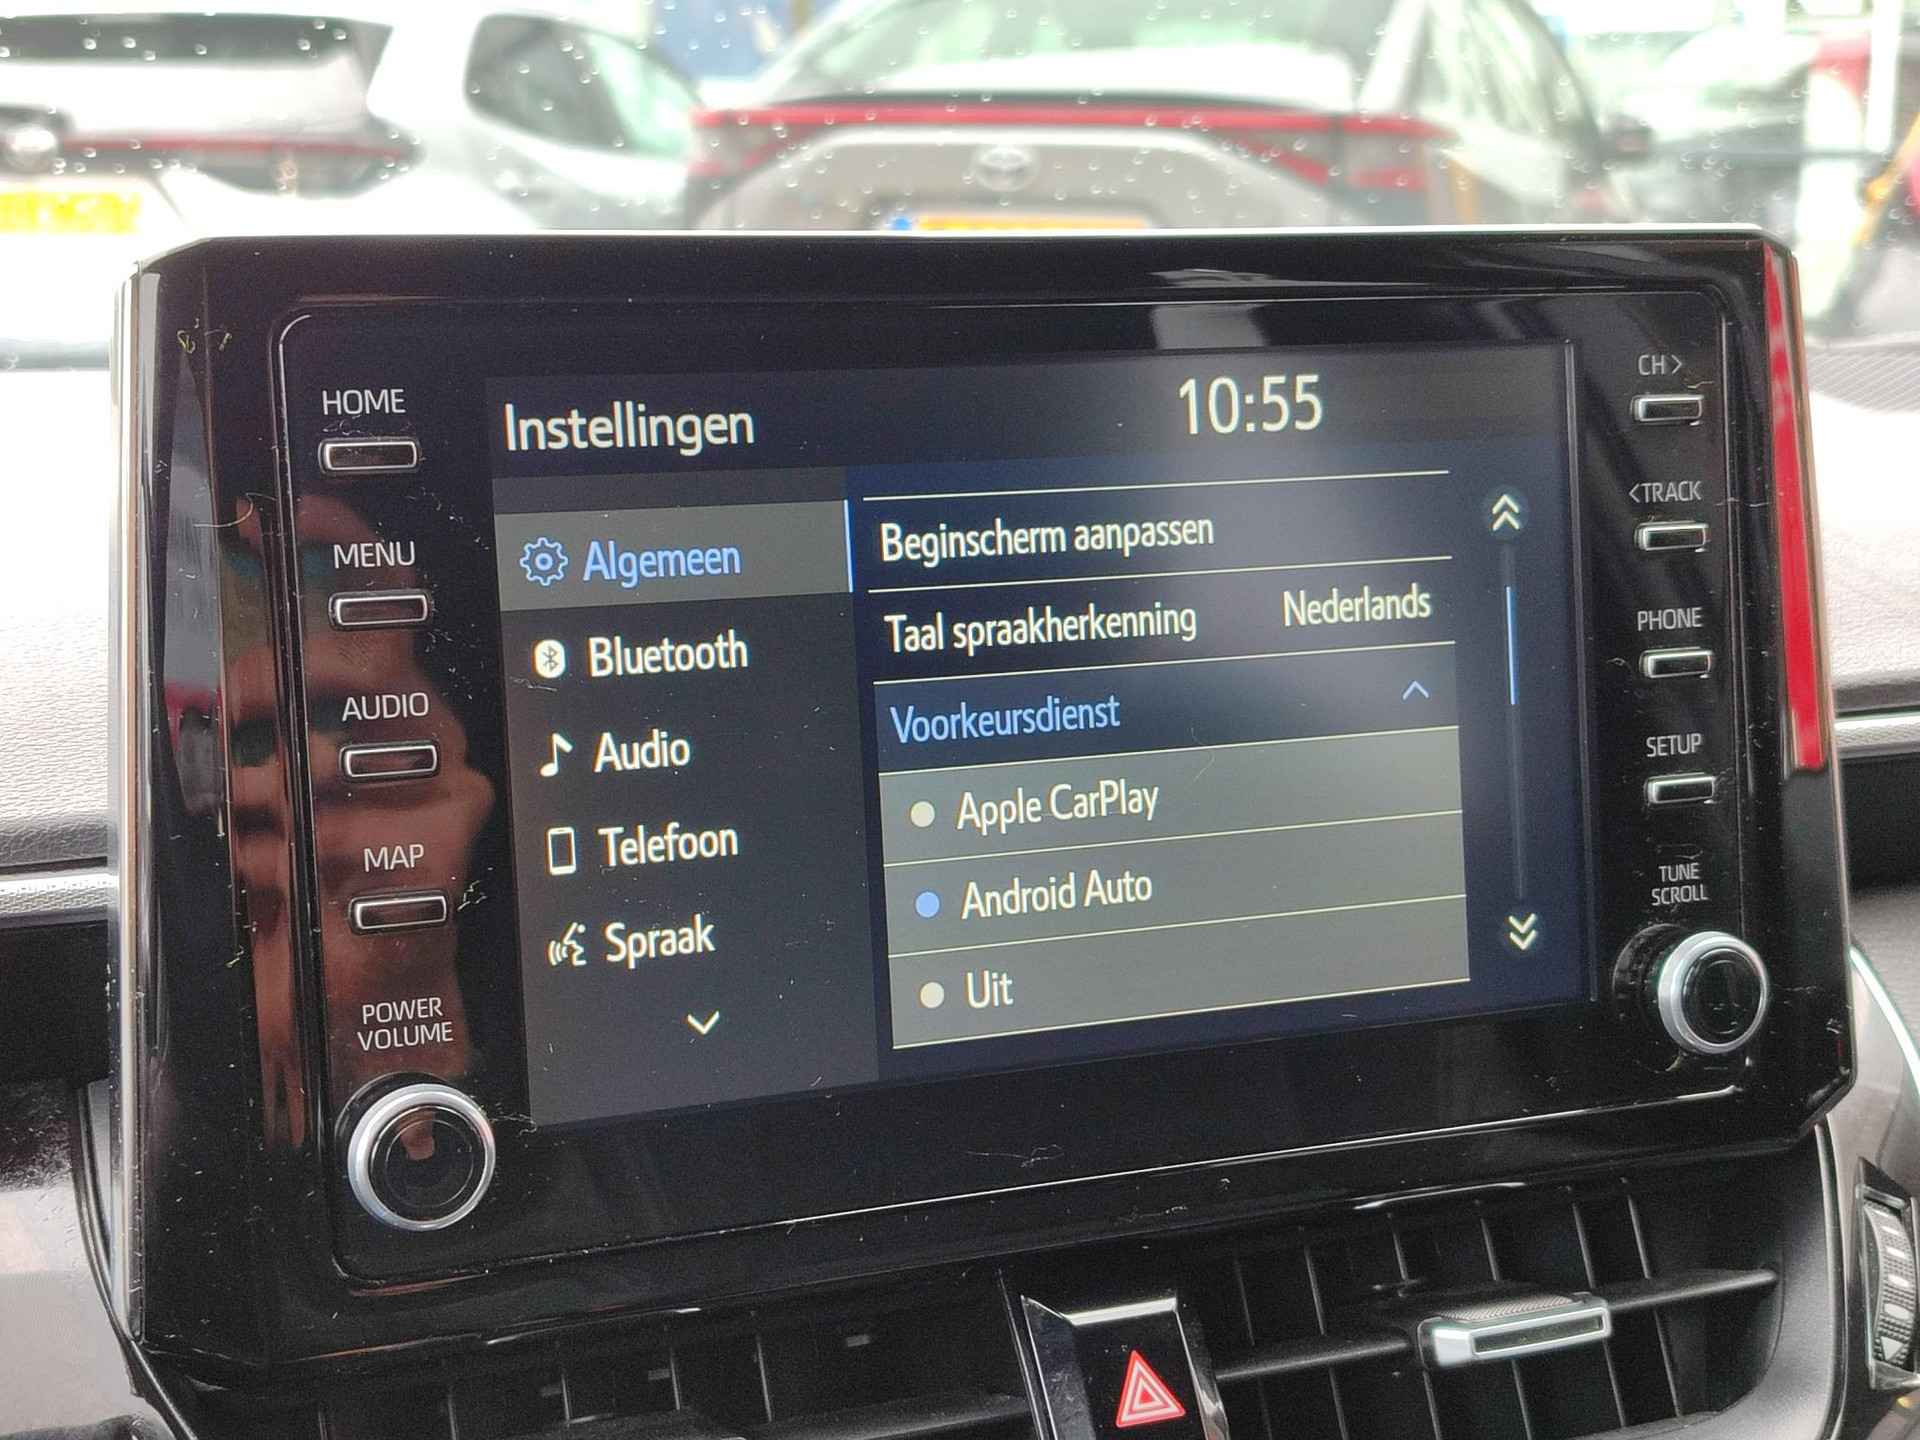 HOME
MENU
AUDIO
MAP
POWER
VOLUME
Instellingen
10:55
Algemeen
Bluetooth
Audio
Telefoon
Spraak
Beginscherm aanpassen
Taal spraakherkenning Nederlands
Voorkeursdienst
Apple CarPlay
Android Auto
Uit
CH>
<TRACK
PHONE
SETUP
TUNE
SCROLL